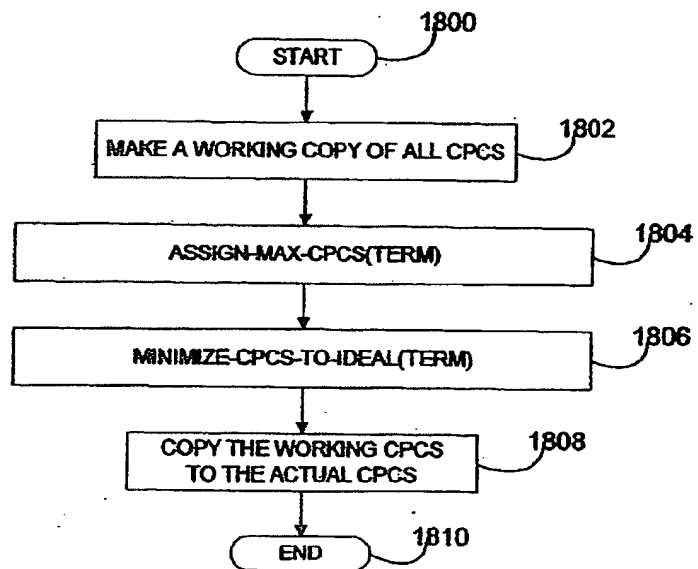 1800
START
1802
MAKE A WORKING COPY OF ALL CPCS
1804
ASSIGN-MAX-CPCS(TERM)
1806
MINIMIZE-CPCS-TO-IDEAL(TERM)
1808
COPY THE WORKING CPCS
TO THE ACTUAL CPCS
1810
END